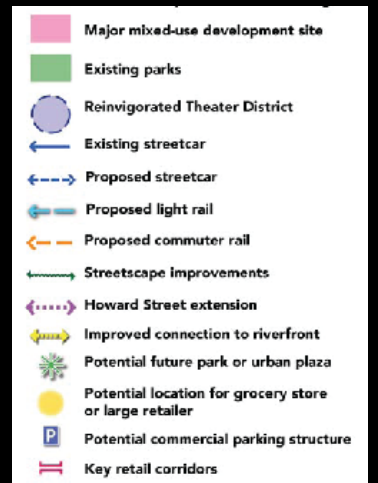 Major mixed-use development site
Existing parks
Reinvigorated Theater District
Existing streetcar
Proposed streetcar
Proposed light rail
Proposed commuter rail
Streetscape improvements
Howard Street extension
Improved connection to riverfront
Potential future park or urban plaza
Potential location for grocery store
or large retailer
P
Potential commercial parking structure
Key retail corridors